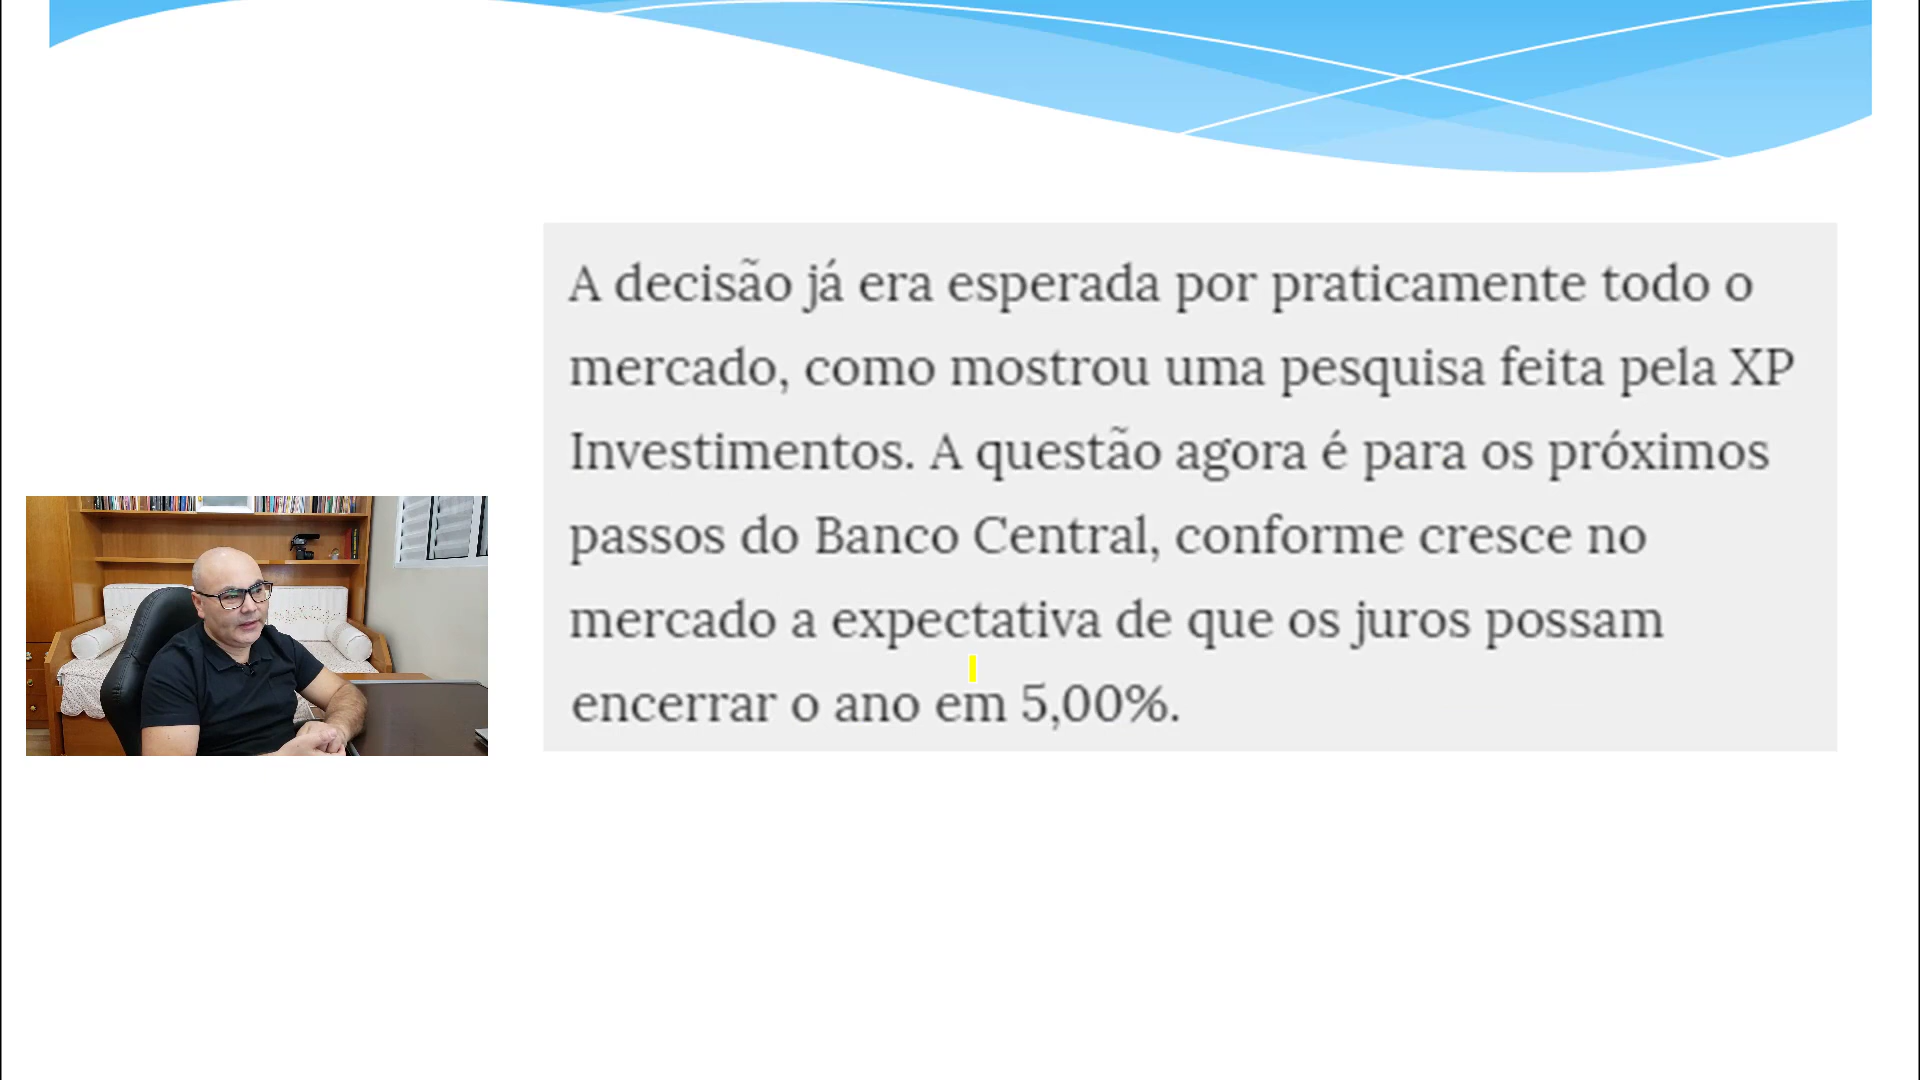 A decisão já era esperada por praticamente todo o
mercado, como mostrou uma pesquisa feita pela XP
Investimentos. A questão agora é para os próximos
passos do Banco Central, conforme cresce no
mercado a expectativa de que os juros possam
encerrar o ano em 5,00%.